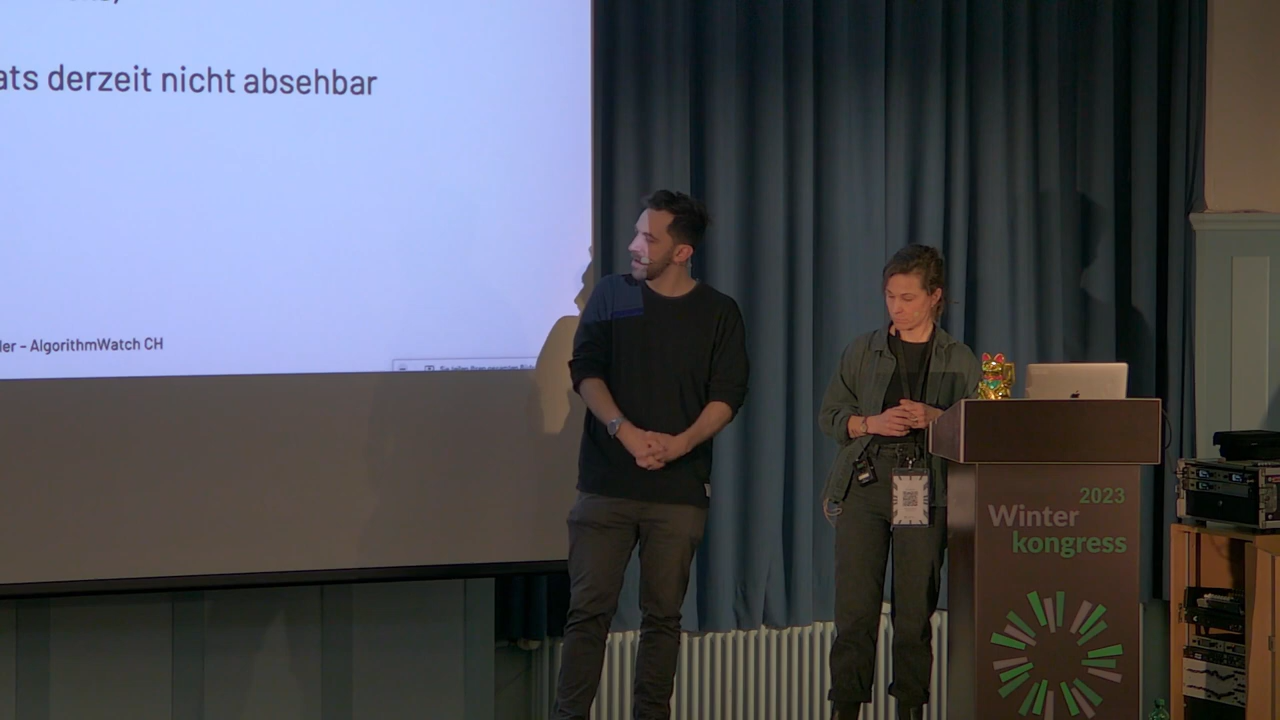 ats derzeit nicht absehbar
ler – AlgorithmWatch CH
2023
Winter
kongress